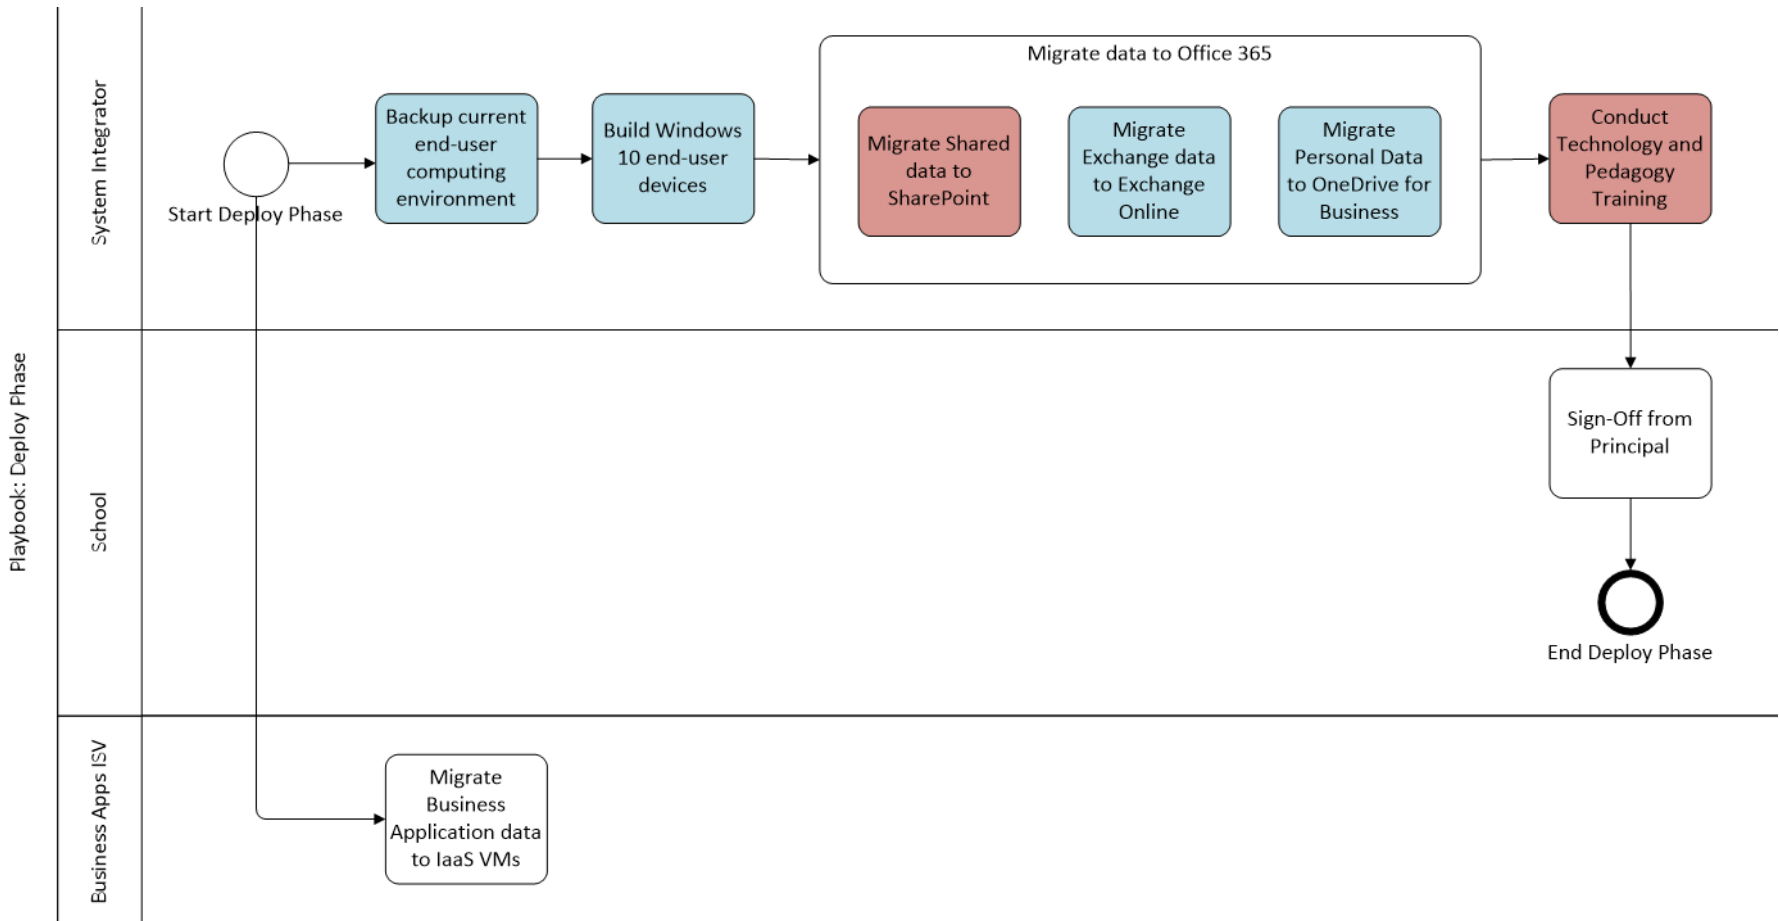 Playbook: Deploy Phase
System Integrator
Start Deploy Phase
Backup current
end-user
computing
environment
Build Windows
10 end-user
devices
Migrate data to Office 365
Migrate Shared
data to
SharePoint
Migrate
Exchange data
to Exchange
Online
Migrate
Personal Data
to OneDrive for
Business
Conduct
Technology and
Pedagogy
Training
School
Sign-Off from
Principal
End Deploy Phase
Business Apps ISV
Migrate
Business
Application data
to IaaS VMs